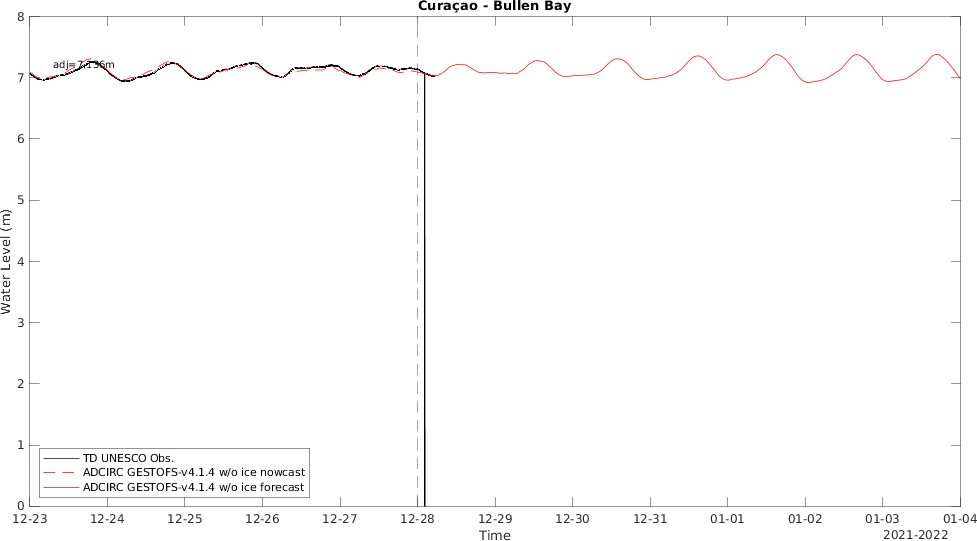 Curaçao - Bullen Bay
8
7
6
5
4
3
2
1
0
Water Level (m)
adj=7.136m
TD UNESCO Obs.
ADCIRC GESTOFS-v4.1.4 w/o ice nowcast
ADCIRC GESTOFS-v4.1.4 w/o ice forecast
12-23 12-24 12-25 12-26 12-27 12-28 12-29 12-30 12-31 01-01 01-02 01-03 01-04
Time
2021-2022